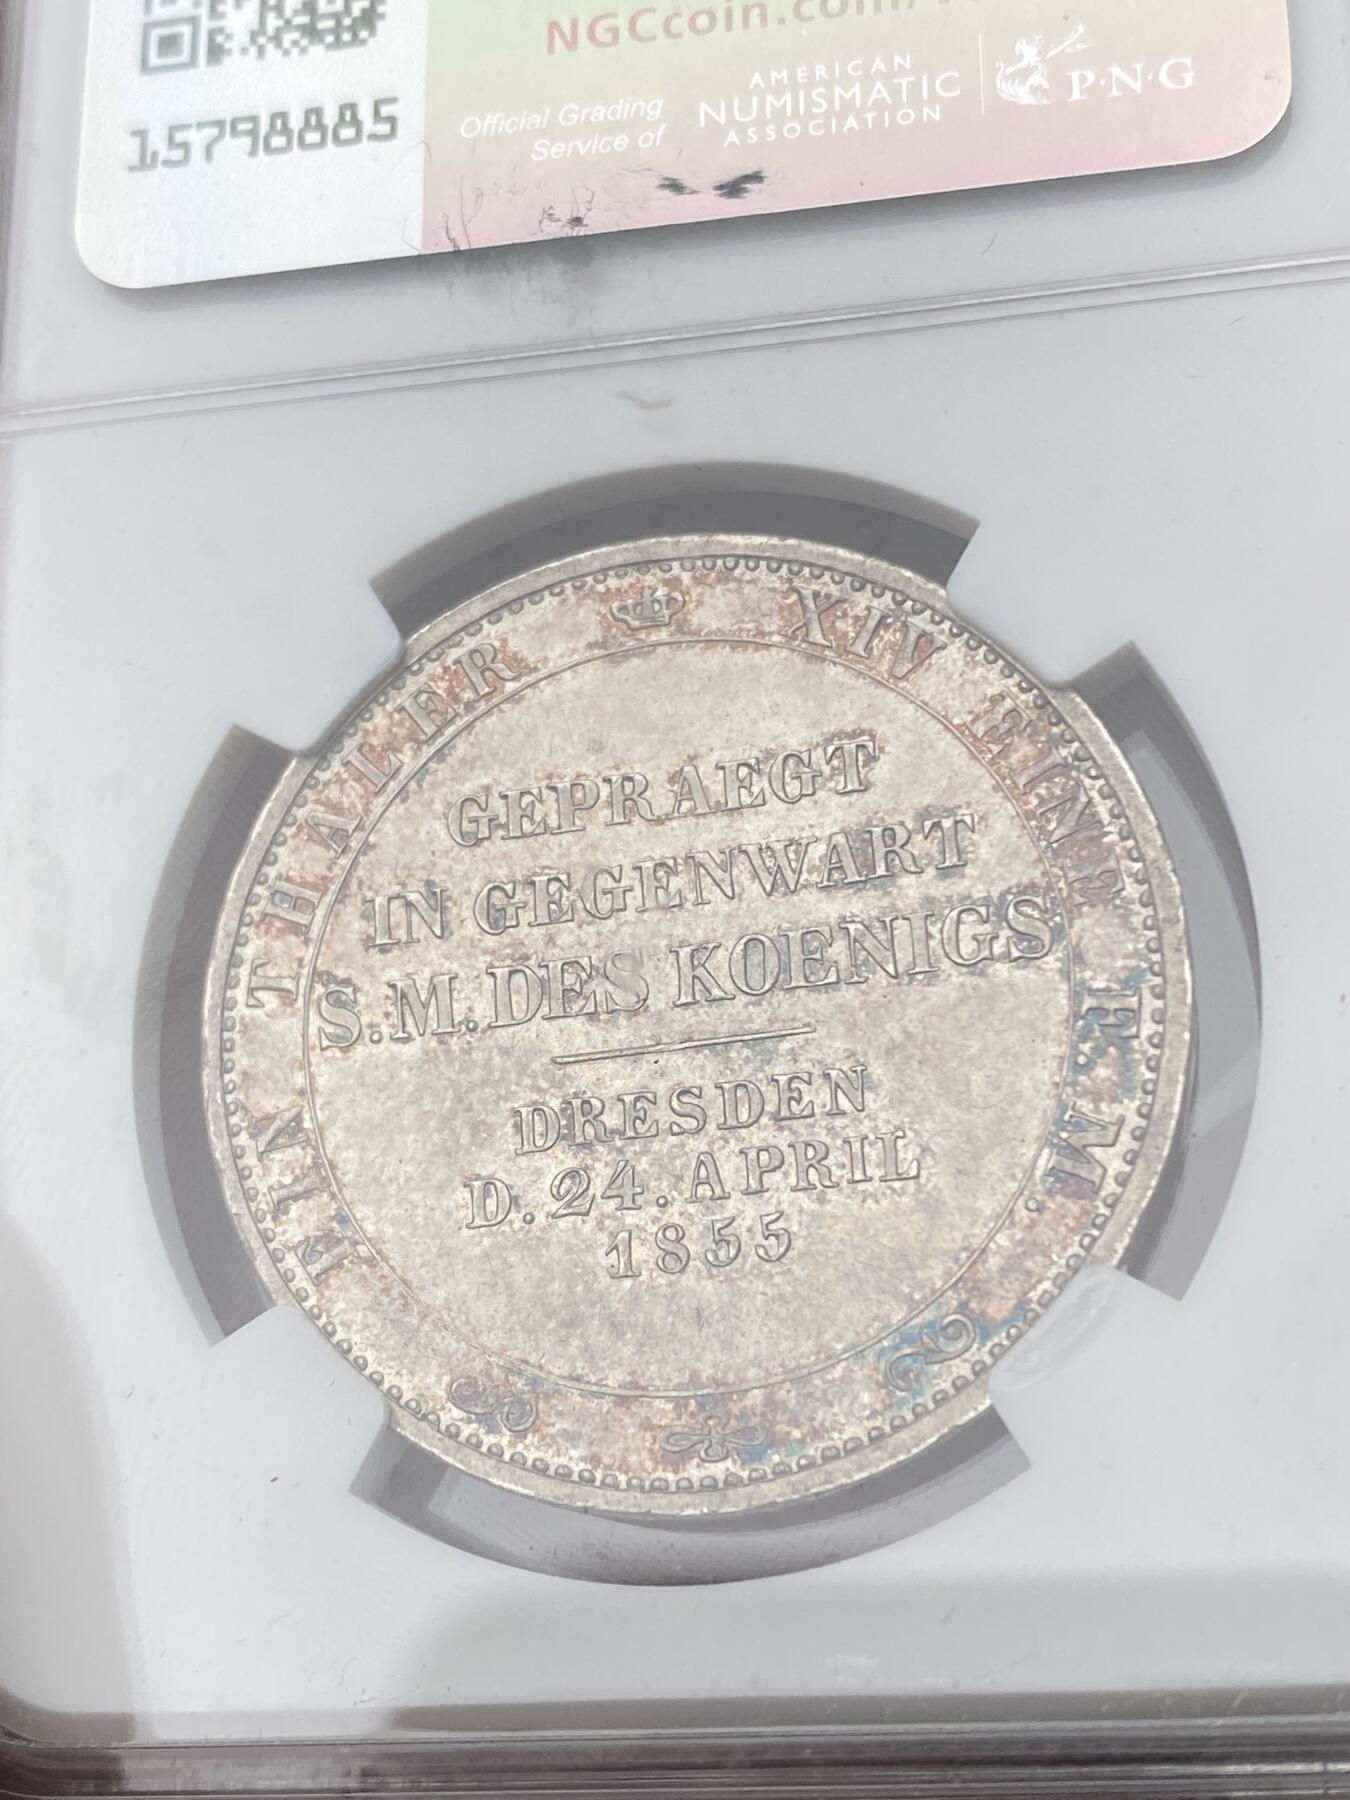 NGCcoin.com/
15798885
Official Grading
Service of
AMERICAN
NUMISMATIC
ASSOCIATION
P·N·G
EIN THALER XIV EINE F. M.
GEPRAEGT
IN GEGENWART
S. M. DES KOENIGS
DRESDEN
D. 24. APRIL
1855